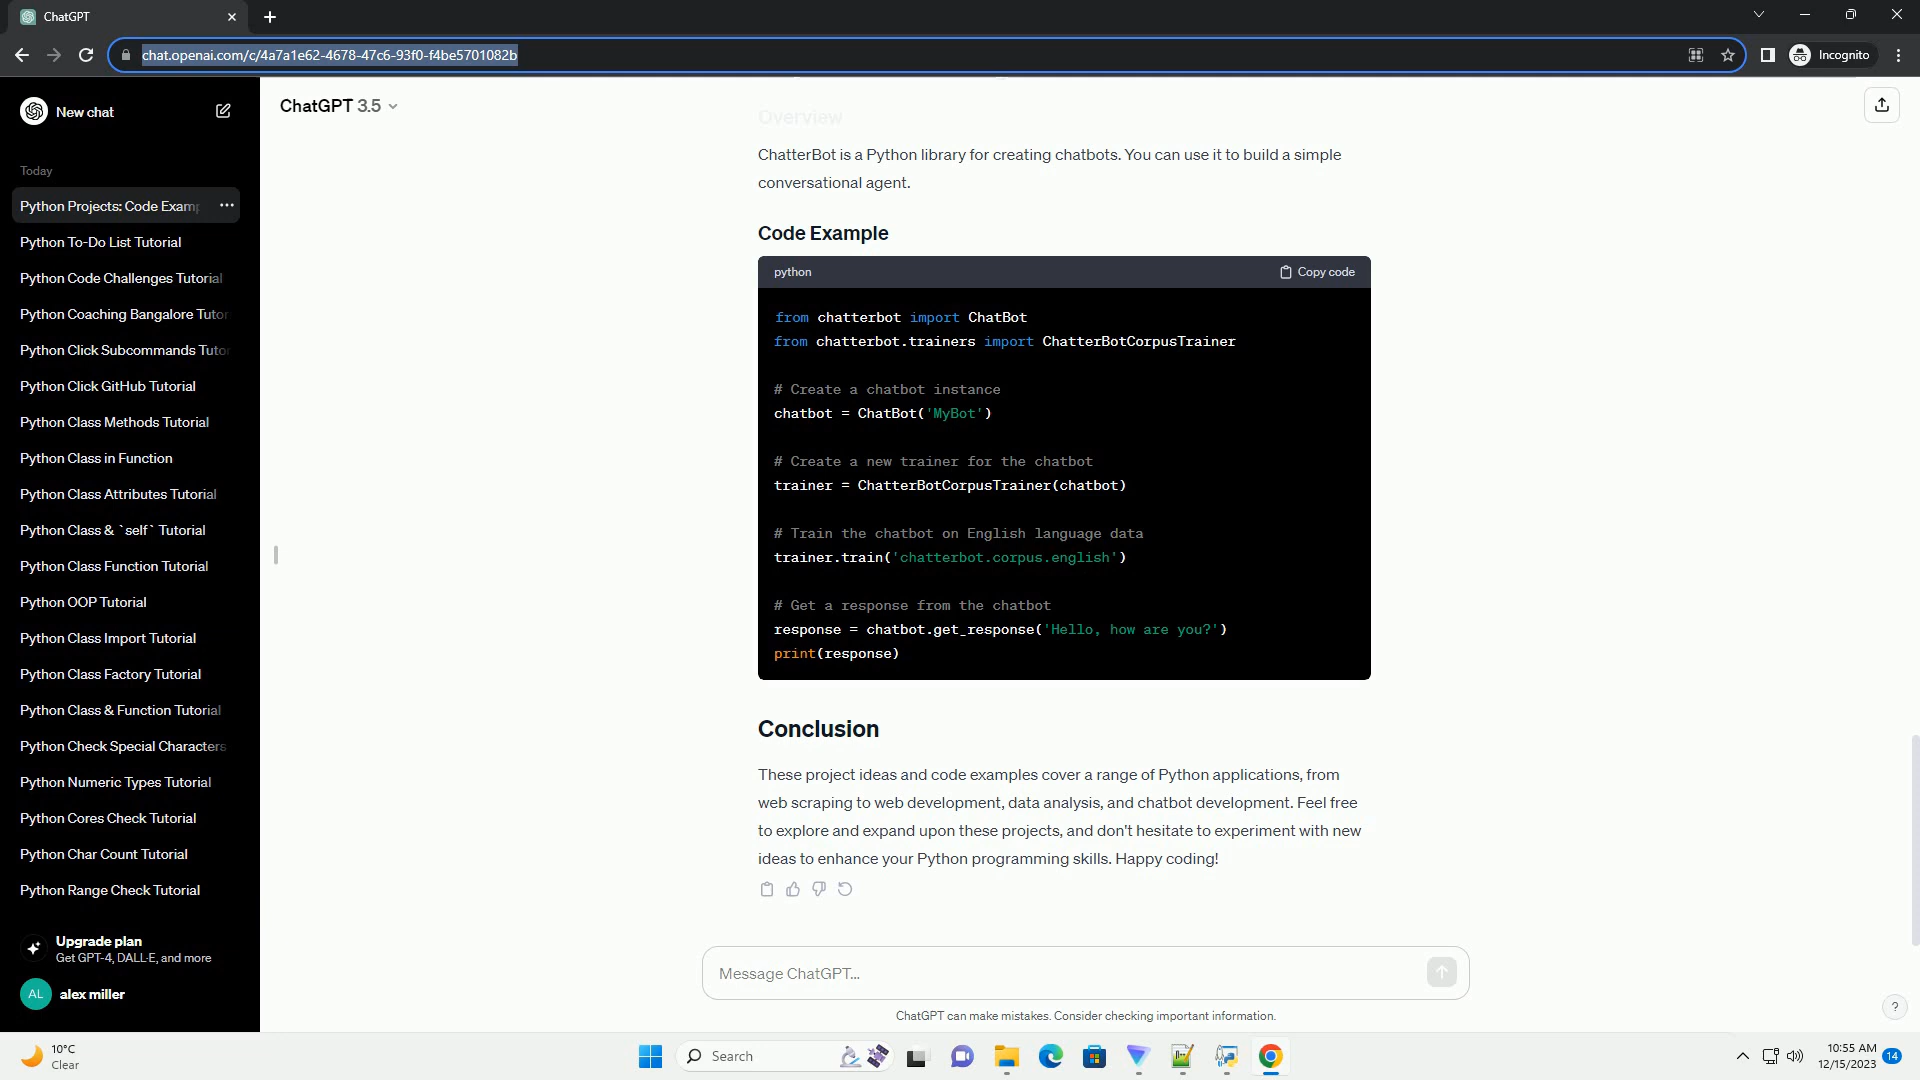 ChatGPT
chat.openai.com/c/4a7a1e62-4678-47c6-93f0-f4be5701082b
Incognito
New chat
Today
Python Projects: Code Examp
Python To-Do List Tutorial
Python Code Challenges Tutorial
Python Coaching Bangalore Tutor
Python Click Subcommands Tutor
Python Click GitHub Tutorial
Python Class Methods Tutorial
Python Class in Function
Python Class Attributes Tutorial
Python Class & `self` Tutorial
Python Class Function Tutorial
Python OOP Tutorial
Python Class Import Tutorial
Python Class Factory Tutorial
Python Class & Function Tutorial
Python Check Special Characters
Python Numeric Types Tutorial
Python Cores Check Tutorial
Python Char Count Tutorial
Python Range Check Tutorial
Upgrade plan
Get GPT-4, DALL·E, and more
AL
alex miller
ChatGPT 3.5
Overview
ChatterBot is a Python library for creating chatbots. You can use it to build a simple
conversational agent.
Code Example
python
Copy code
from chatterbot import ChatBot
from chatterbot.trainers import ChatterBotCorpusTrainer
# Create a chatbot instance
chatbot = ChatBot('MyBot')
# Create a new trainer for the chatbot
trainer = ChatterBotCorpusTrainer(chatbot)
# Train the chatbot on English language data
trainer.train('chatterbot.corpus.english')
# Get a response from the chatbot
response = chatbot.get_response('Hello, how are you?')
print(response)
Conclusion
These project ideas and code examples cover a range of Python applications, from
web scraping to web development, data analysis, and chatbot development. Feel free
to explore and expand upon these projects, and don't hesitate to experiment with new
ideas to enhance your Python programming skills. Happy coding!
Message ChatGPT...
ChatGPT can make mistakes. Consider checking important information.
?
10°C
Clear
Search
10:55 AM
12/15/2023
14